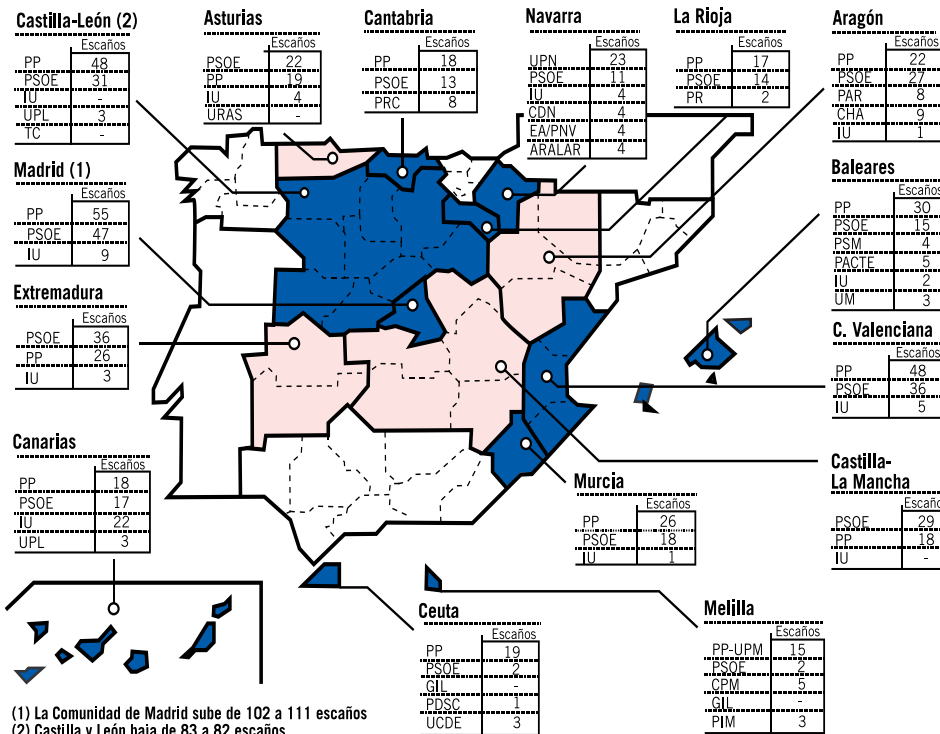 Castilla-León (2)
Escaños
PP 48
PSOE 31
IU -
UPL 3
TC -
Asturias
Escaños
PSOE 22
PP 19
IU 4
URAS -
Cantabria
Escaños
PP 18
PSOE 13
PRC 8
Navarra
Escaños
UPN 23
PSOE 11
IU 4
CDN 4
EA/PNV 4
ARALAR 4
La Rioja
Escaños
PP 17
PSOE 14
PR 2
Aragón
Escaños
PP 22
PSOE 27
PAR 8
CHA 9
IU 1
Madrid (1)
Escaños
PP 55
PSOE 47
IU 9
Baleares
Escaños
PP 30
PSOE 15
PSM 4
PACTE 5
IU 2
UM 3
Extremadura
Escaños
PSOE 36
PP 26
IU 3
C. Valenciana
Escaños
PP 48
PSOE 36
IU 5
Canarias
Escaños
PP 18
PSOE 17
IU 22
UPL 3
Murcia
Escaños
PP 26
PSOE 18
IU 1
Castilla-
La Mancha
Escaño
PSOE 29
PP 18
IU -
Ceuta
Escaños
PP 19
PSOE 2
GIL -
PDSC 1
UCDE 3
Melilla
Escaños
PP-UPM 15
PSOE 2
CPM 5
GIL -
PIM 3
(1) La Comunidad de Madrid sube de 102 a 111 escaños
(2) Castilla y León baja de 83 a 82 escaños